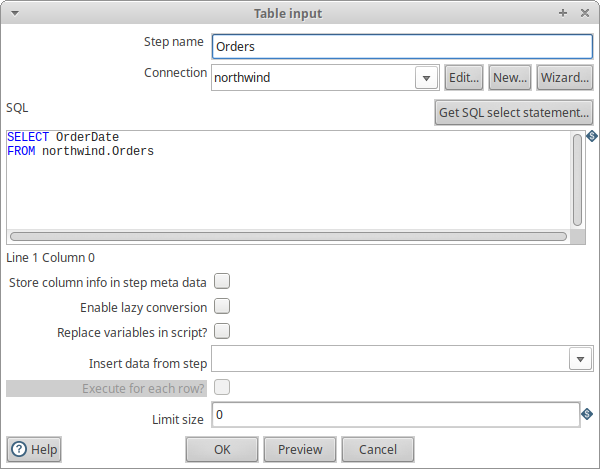 Table input
Step name Orders
Connection northwind Edit... New... Wizard...
SQL Get SQL select statement...
SELECT OrderDate
FROM northwind.Orders
Line 1 Column 0
Store column info in step meta data
Enable lazy conversion
Replace variables in script?
Insert data from step
Execute for each row?
Limit size 0
Help OK Preview Cancel